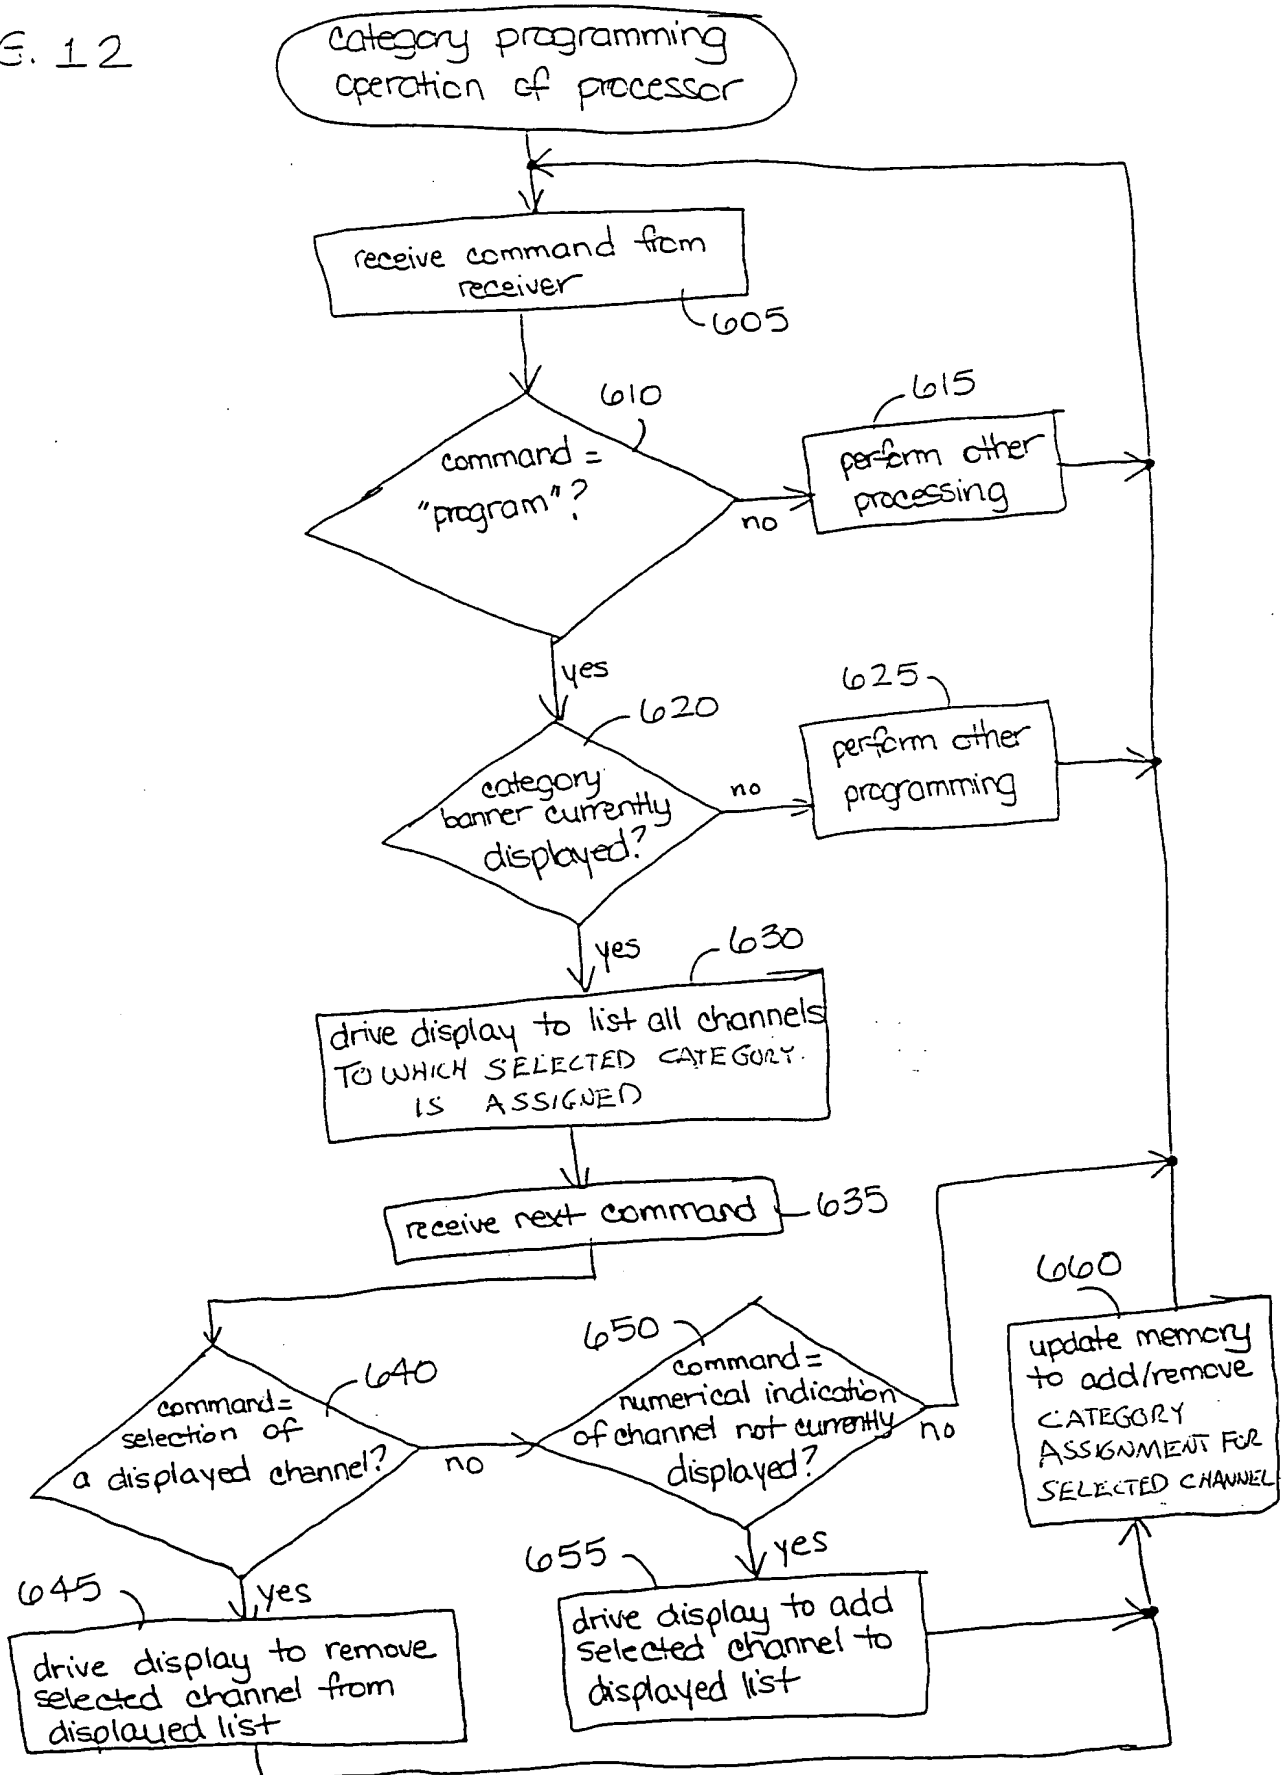 G. 12
category programming
operation of processor
receive command from
receiver
605
610
command =
"program"?
no
615
perform other
processing
yes
620
category
banner currently
displayed?
no
625
perform other
programming
yes
630
drive display to list all channels
TO WHICH SELECTED CATEGORY.
IS ASSIGNED
receive next command
635
640
command=
selection of
a displayed channel?
no
650
command=
numerical indication
of channel not currently
displayed?
no
660
update memory
to add/remove
CATEGORY
ASSIGNMENT FOR
SELECTED CHANNEL
645
yes
drive display to remove
selected channel from
displayed list
655
yes
drive display to add
selected channel to
displayed list